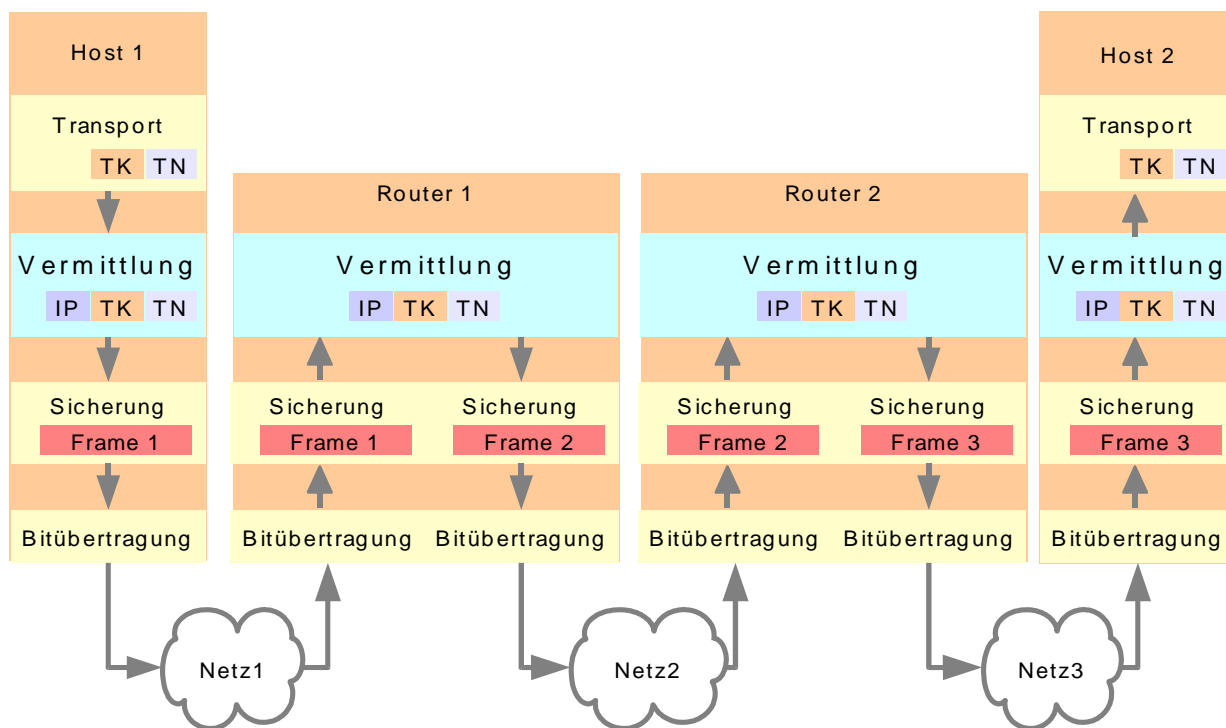 Host 1
Transport
TK TN
Vermittlung
IP TK TN
Sicherung
Frame 1
Bitübertragung
Router 1
Vermittlung
IP TK TN
Sicherung Sicherung
Frame 1 Frame 2
Bitübertragung Bitübertragung
Router 2
Vermittlung
IP TK TN
Sicherung Sicherung
Frame 2 Frame 3
Bitübertragung Bitübertragung
Host 2
Transport
TK TN
Vermittlung
IP TK TN
Sicherung
Frame 3
Bitübertragung
Netz1
Netz2
Netz3